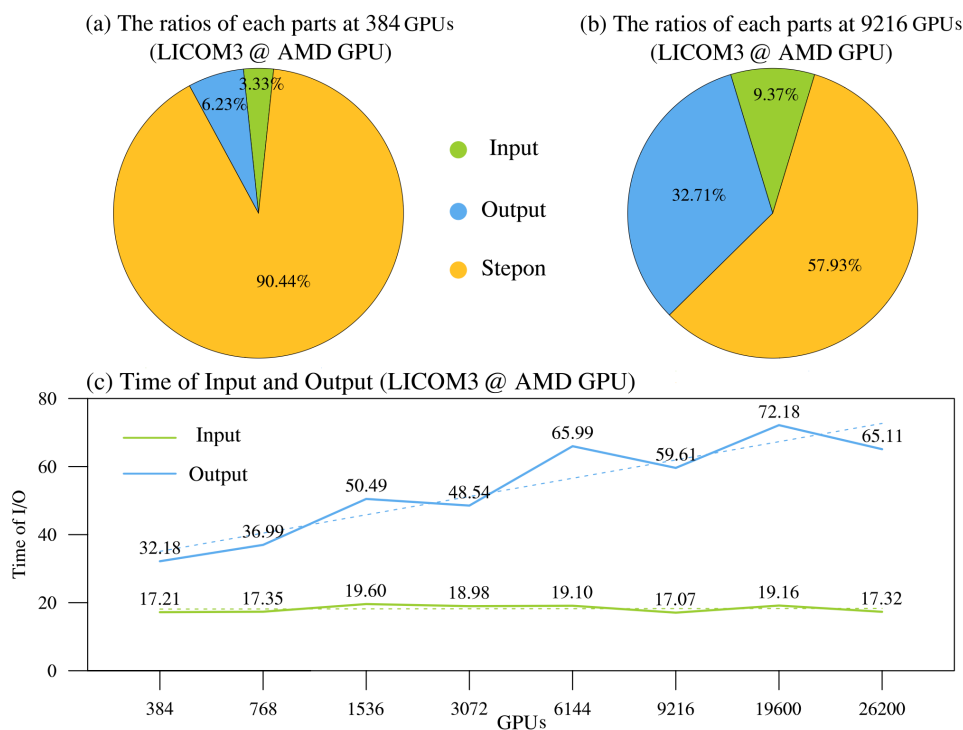 (a) The ratios of each parts at 384 GPUs
(LICOM3 @ AMD GPU)
(b) The ratios of each parts at 9216 GPUs
(LICOM3 @ AMD GPU)
3.33%
6.23%
90.44%
Input
Output
Stepon
9.37%
32.71%
57.93%
(c) Time of Input and Output (LICOM3 @ AMD GPU)
Time of I/O
80
60
40
20
0
Input
Output
32.18
36.99
50.49
48.54
65.99
59.61
72.18
65.11
17.21
17.35
19.60
18.98
19.10
17.07
19.16
17.32
384
768
1536
3072
6144
9216
19600
26200
GPUs